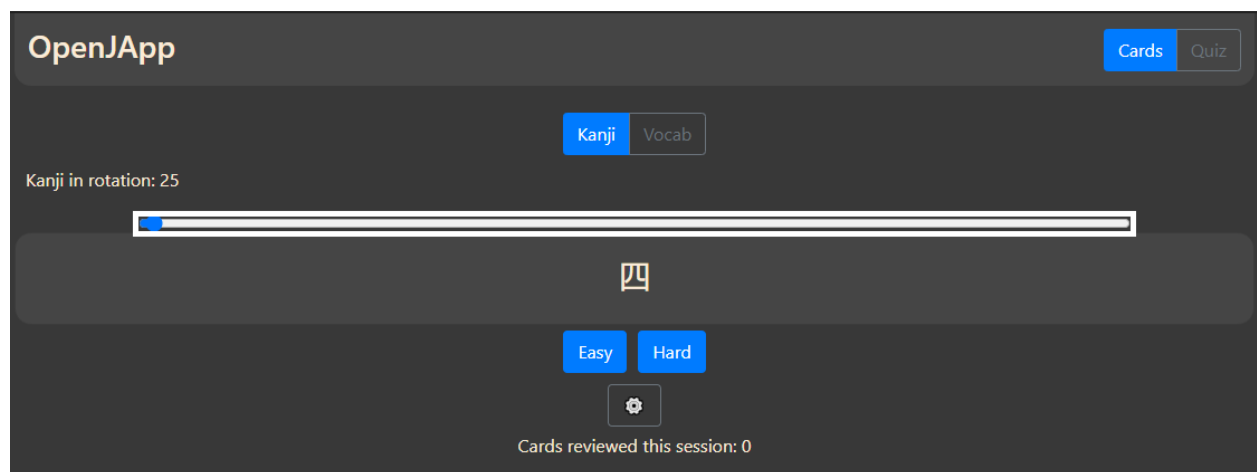 OpenJApp
Cards Quiz
Kanji Vocab
Kanji in rotation: 25
四
Easy Hard
Cards reviewed this session: 0